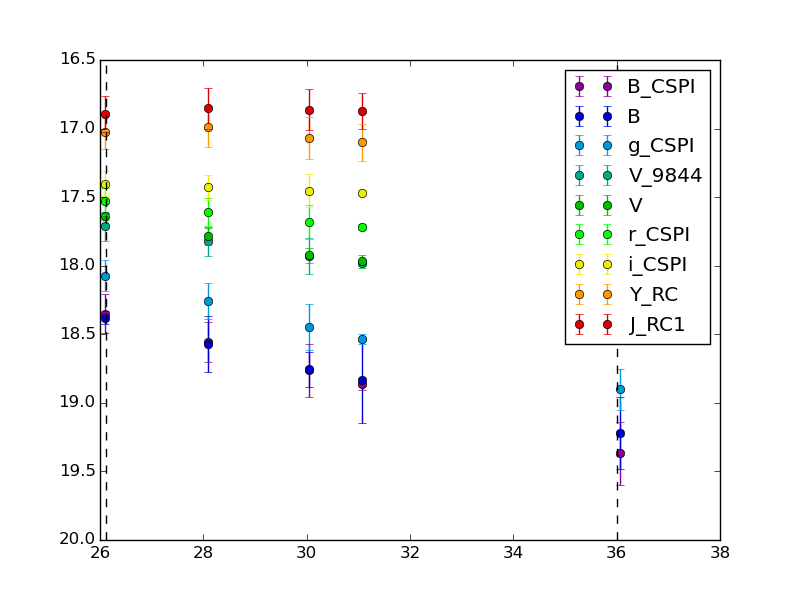 16.5
17.0
17.5
18.0
18.5
19.0
19.5
20.0
26
28
30
32
34
36
38
B_CSPI
B
g_CSPI
V_9844
V
r_CSPI
i_CSPI
Y_RC
J_RC1